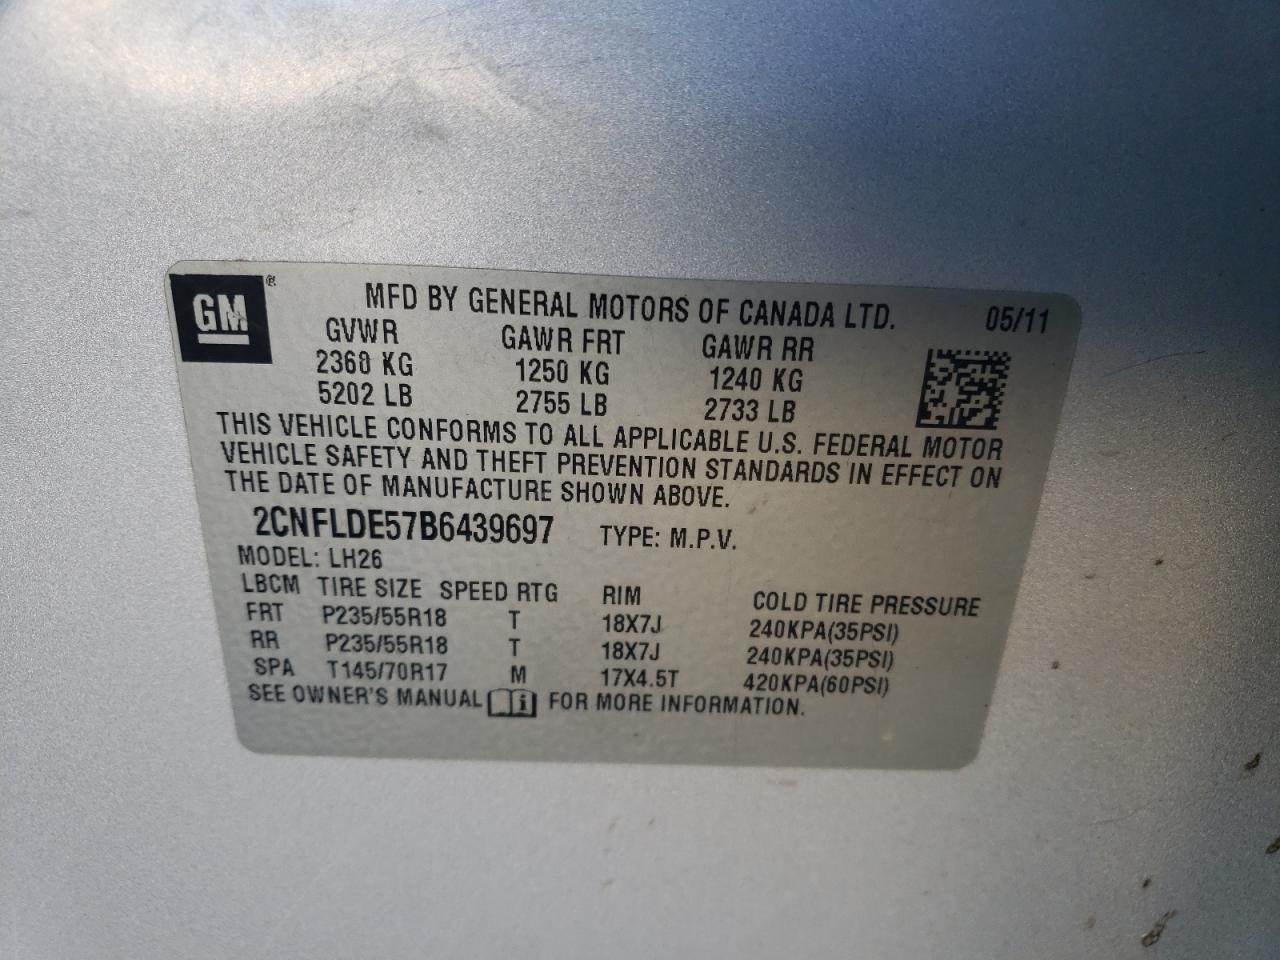 GM ®
MFD BY GENERAL MOTORS OF CANADA LTD. 05/11
GVWR GAWR FRT GAWR RR
2360 KG 1250 KG 1240 KG
5202 LB 2755 LB 2733 LB
THIS VEHICLE CONFORMS TO ALL APPLICABLE U.S. FEDERAL MOTOR
VEHICLE SAFETY AND THEFT PREVENTION STANDARDS IN EFFECT ON
THE DATE OF MANUFACTURE SHOWN ABOVE.
2CNFLDE57B6439697 TYPE: M.P.V.
MODEL: LH26
LBCM TIRE SIZE SPEED RTG RIM COLD TIRE PRESSURE
FRT P235/55R18 T 18X7J 240KPA(35PSI)
RR P235/55R18 T 18X7J 240KPA(35PSI)
SPA T145/70R17 M 17X4.5T 420KPA(60PSI)
SEE OWNER'S MANUAL i FOR MORE INFORMATION.